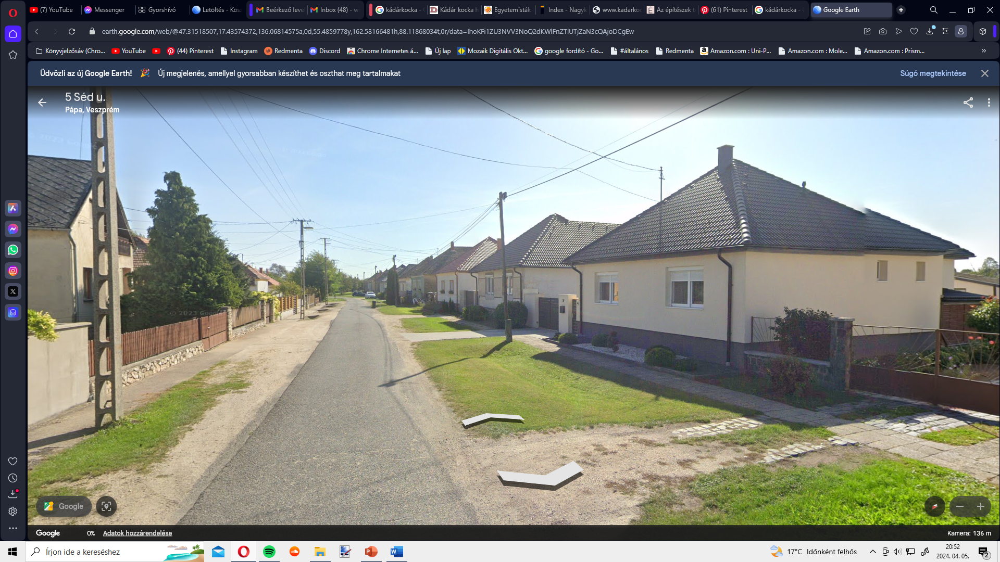 (7) YouTube
Messenger
Gyorshívó
Letöltés - Kösz
Beérkező leve
Inbox (48) - w
kádárkocka -
Kádár kocka h
Egyetemisták
Index - Nagyk
www.kadarkoc
Az építészek t
(61) Pinterest
kádárkocka - G
Google Earth
earth.google.com/web/@47.31518507,17.43574372,136.06814575a,0d,55.4859778y,162.58166481h,88.11868034t,0r/data=IhoKFi1ZU3NVV3NoQ2dKWlFnZTlUTjZaN3cQAjoDCgEw
Könyvjelzősáv (Chro...
YouTube
(44) Pinterest
Instagram
Redmenta
Discord
Chrome Internetes á...
Új lap
Mozaik Digitális Okt...
google fordító - Go...
#általános
Redmenta
Amazon.com : Uni-P...
Amazon.com : Mole...
Amazon.com : Prism...
Üdvözli az új Google Earth!
Új megjelenés, amellyel gyorsabban készíthet és oszthat meg tartalmakat
Súgó megtekintése
5 Séd u.
Pápa, Veszprém
© 2023 Google
Google
Google
0%
Adatok hozzárendelése
Kamera: 136 m
Írjon ide a kereséshez
17°C Időnként felhős
20:52
2024. 04. 05.
2